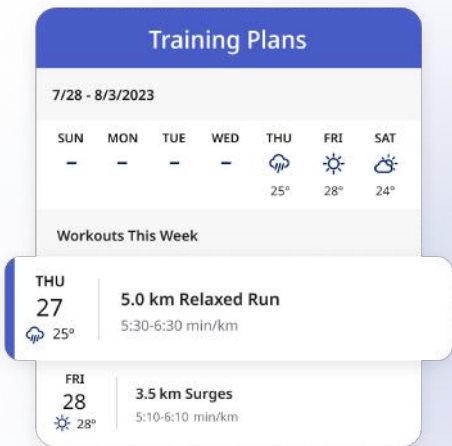 Training Plans
7/28 - 8/3/2023
SUN MON TUE WED THU FRI SAT
– – – –
25° 28° 24°
Workouts This Week
THU
27
25°
5.0 km Relaxed Run
5:30-6:30 min/km
FRI
28
28°
3.5 km Surges
5:10-6:10 min/km